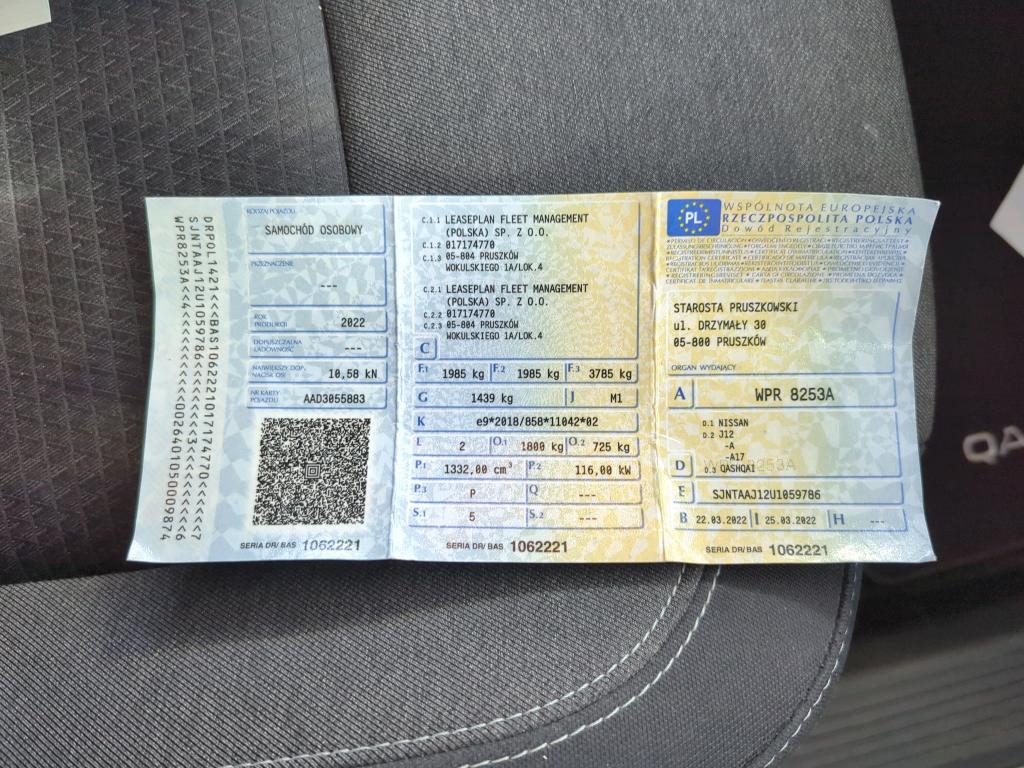 DRPOL1421<<BAS1062221017174770<<<<<<7
SJNTAAJ12U1059786<<<<<<<<<<<<
WPR8253A<4<<<<<<<
RODZAJ POJAZDU
SAMOCHÓD OSOBOWY
PRZEZNACZENIE
---
ROK PRODUKCJI 2022
DOPUSZCZALNA ŁADOWNOŚĆ ---
NAJWIĘKSZY DOP. NACISK OSI 10,58 kN
NR KARTY POJAZDU AAD3055883
SERIA DR/BAS 1062221
C.1.1 LEASEPLAN FLEET MANAGEMENT
(POLSKA) SP. Z O.O.
C.1.2 017174770
C.1.3 05-804 PRUSZKÓW
WOKULSKIEGO 1A/LOK.4
C.2.1 LEASEPLAN FLEET MANAGEMENT
(POLSKA) SP. Z O.O.
C.2.2 017174770
C.2.3 05-804 PRUSZKÓW
WOKULSKIEGO 1A/LOK.4
C
F.1 1985 kg F.2 1985 kg F.3 3785 kg
G 1439 kg J M1
K e9*2018/858*11042*02
L 2 O.1 1800 kg O.2 725 kg
P.1 1332,00 cm³ P.2 116,00 kW
P.3 P Q ---
S.1 5 S.2 ---
SERIA DR/BAS 1062221
PL
WSPÓLNOTA EUROPEJSKA
RZECZPOSPOLITA POLSKA
Dowód Rejestracyjny
STAROSTA PRUSZKOWSKI
ul. DRZYMAŁY 30
05-800 PRUSZKÓW
ORGAN WYDAJĄCY
A WPR 8253A
D.1 NISSAN
D.2 J12
-A
-A17
D D.3 QASHQAI
E SJNTAAJ12U1059786
B 22.03.2022 I 25.03.2022 H ---
SERIA DR/BAS 1062221
QA